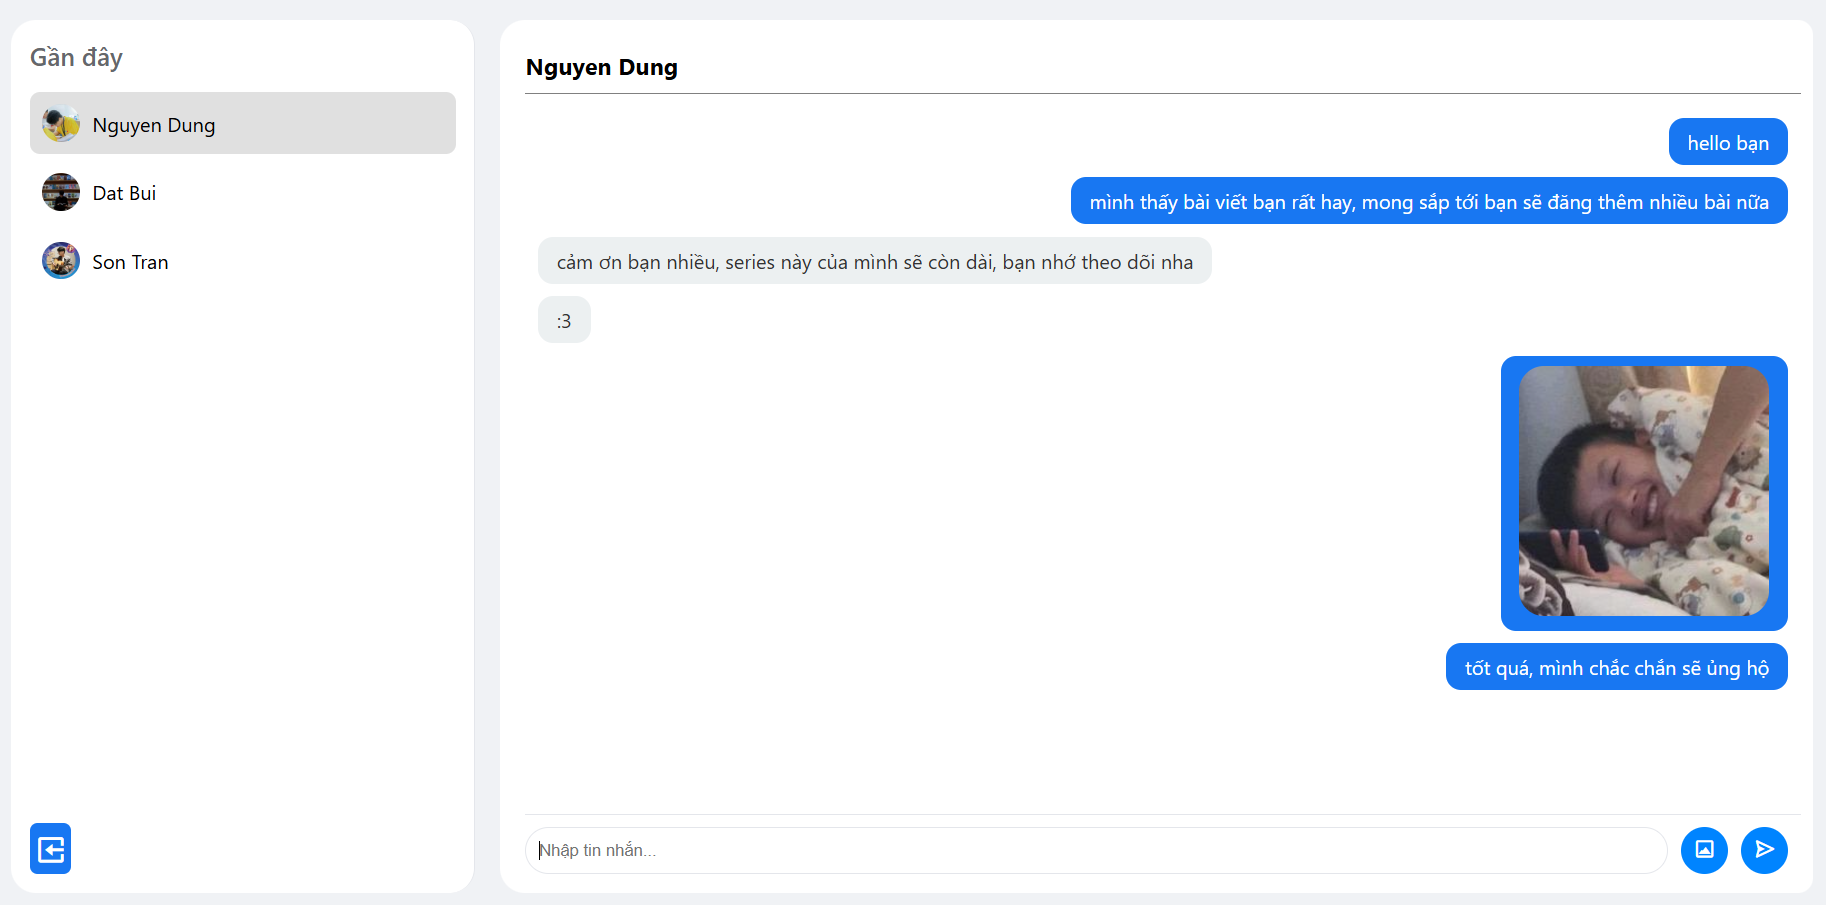 Gần đây
Nguyen Dung
Dat Bui
Son Tran
Nguyen Dung
hello bạn
mình thấy bài viết bạn rất hay, mong sắp tới bạn sẽ đăng thêm nhiều bài nữa
cảm ơn bạn nhiều, series này của mình sẽ còn dài, bạn nhớ theo dõi nha
:3
tốt quá, mình chắc chắn sẽ ủng hộ
Nhập tin nhắn...